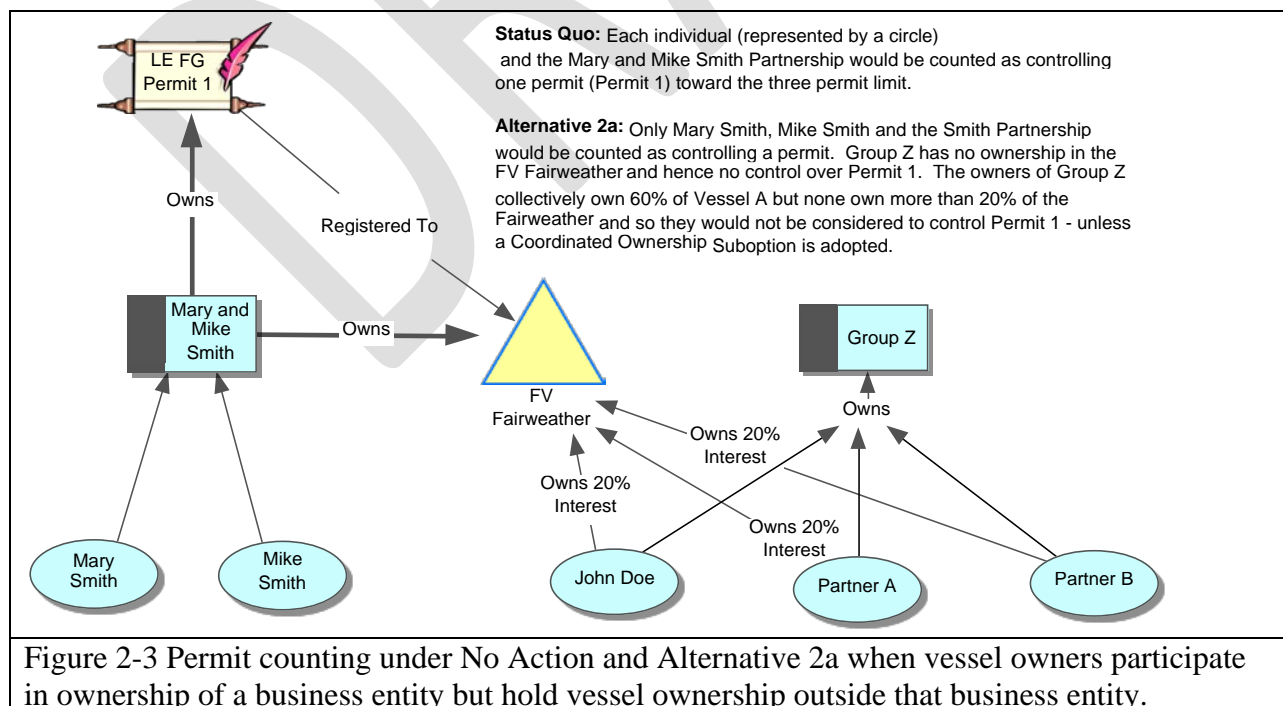 LE FG
Permit 1
Status Quo: Each individual (represented by a circle)
and the Mary and Mike Smith Partnership would be counted as controlling
one permit (Permit 1) toward the three permit limit.
Alternative 2a: Only Mary Smith, Mike Smith and the Smith Partnership
would be counted as controlling a permit. Group Z has no ownership in the
FV Fairweather and hence no control over Permit 1. The owners of Group Z
collectively own 60% of Vessel A but none own more than 20% of the
Fairweather and so they would not be considered to control Permit 1 - unless
a Coordinated Ownership Suboption is adopted.
Owns
Registered To
Mary and
Mike
Smith
Owns
FV
Fairweather
Group Z
Owns
Owns 20%
Interest
Owns 20%
Interest
Owns 20%
Interest
Mary
Smith
Mike
Smith
John Doe
Partner A
Partner B
Figure 2-3 Permit counting under No Action and Alternative 2a when vessel owners participate
in ownership of a business entity but hold vessel ownership outside that business entity.